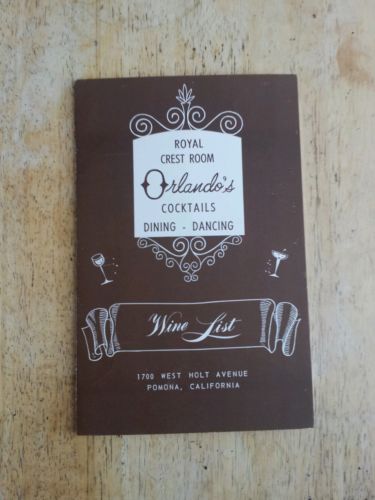 ROYAL
CREST ROOM
Orlando's
COCKTAILS
DINING - DANCING
Wine List
1700 WEST HOLT AVENUE
POMONA, CALIFORNIA